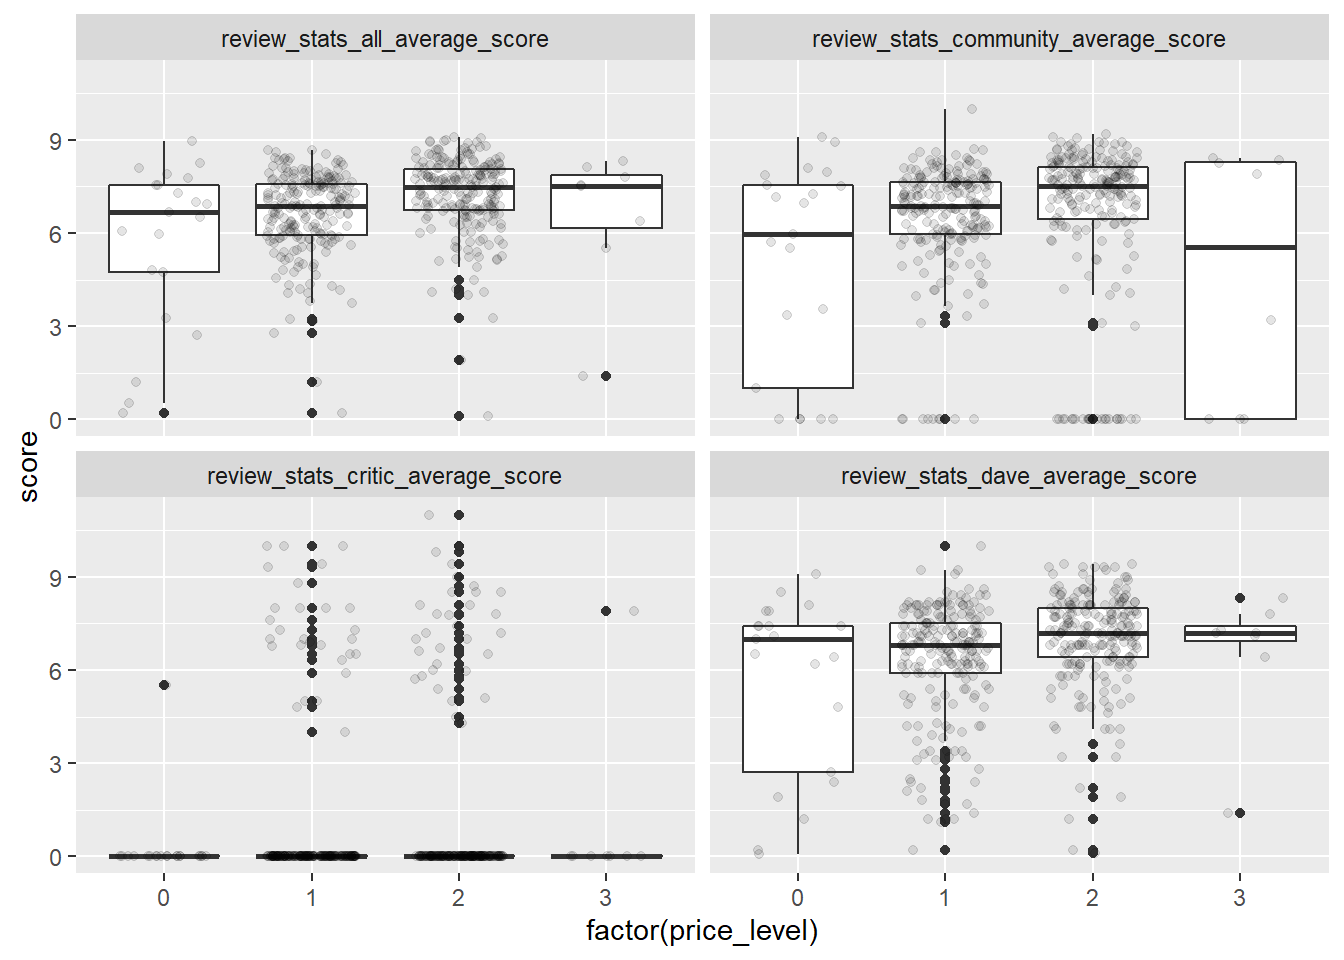 review_stats_all_average_score
review_stats_community_average_score
9
6
3
0
review_stats_critic_average_score
review_stats_dave_average_score
9
6
3
0
0
1
2
3
0
1
2
3
score
factor(price_level)